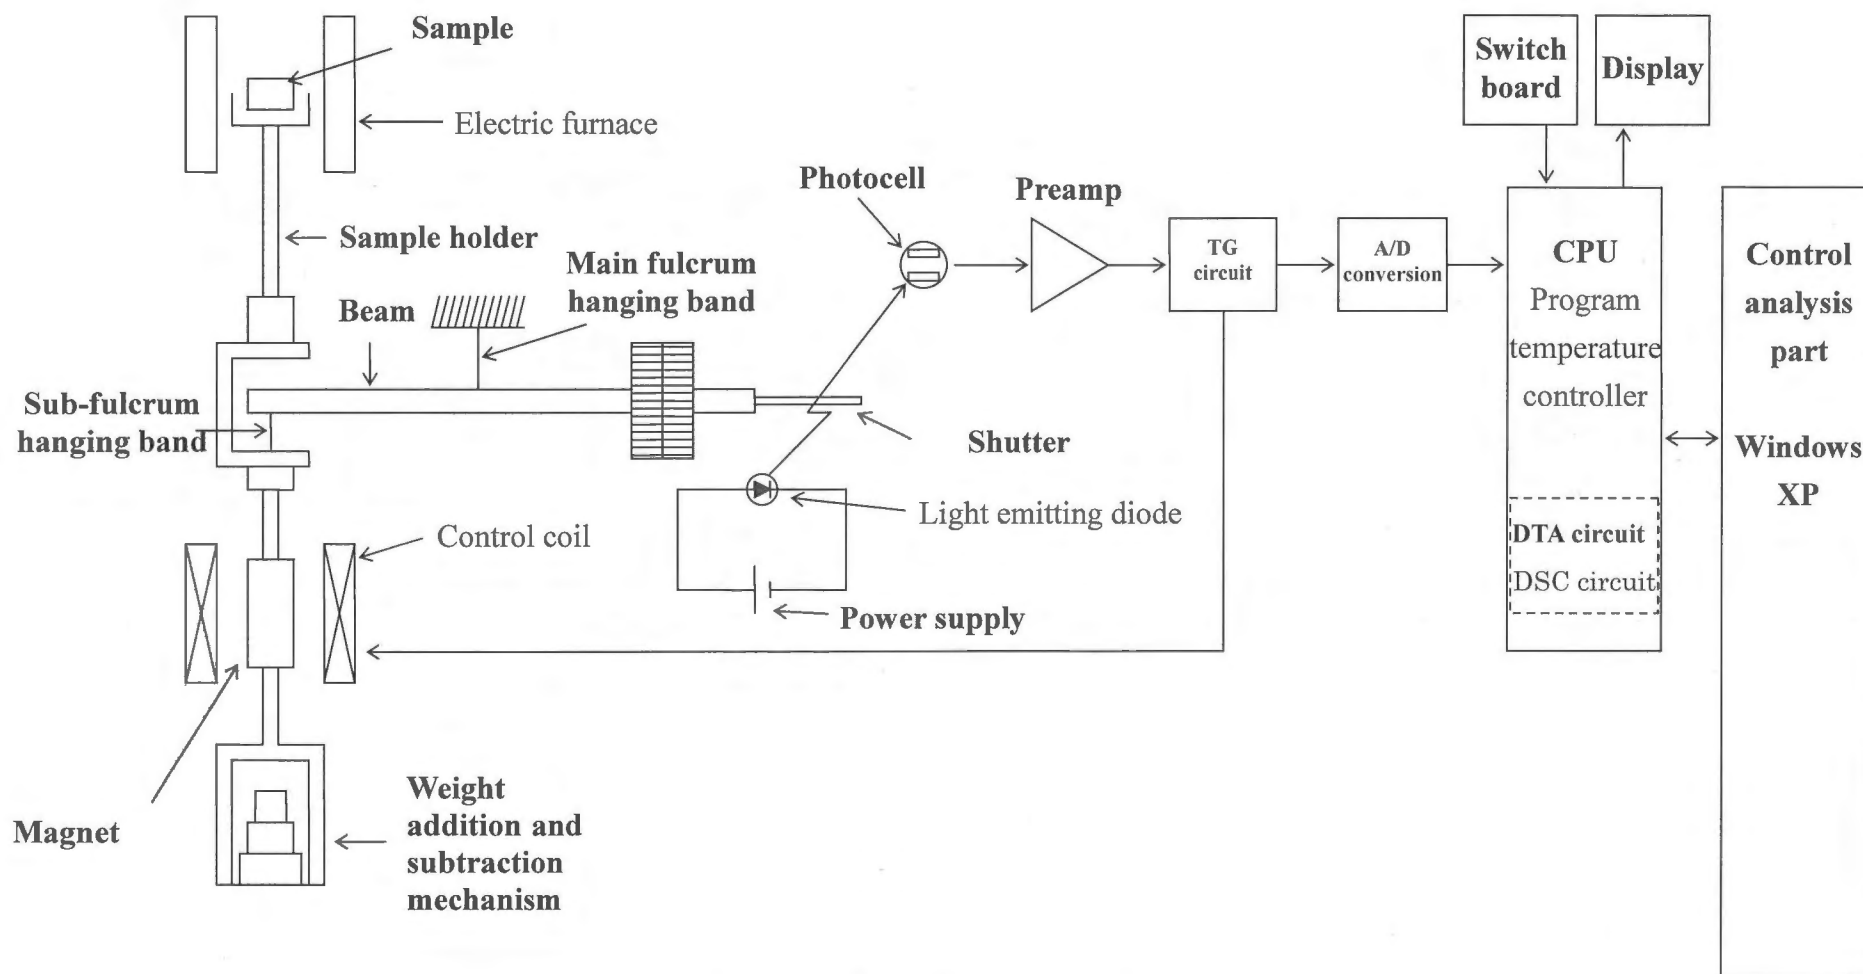 Sample
Electric furnace
Sample holder
Main fulcrum
hanging band
Beam
Sub-fulcrum
hanging band
Control coil
Magnet
Weight
addition and
subtraction
mechanism
Photocell
Shutter
Light emitting diode
Power supply
Preamp
TG
circuit
A/D
conversion
Switch
board
Display
CPU
Program
temperature
controller
DTA circuit
DSC circuit
Control
analysis
part
Windows
XP